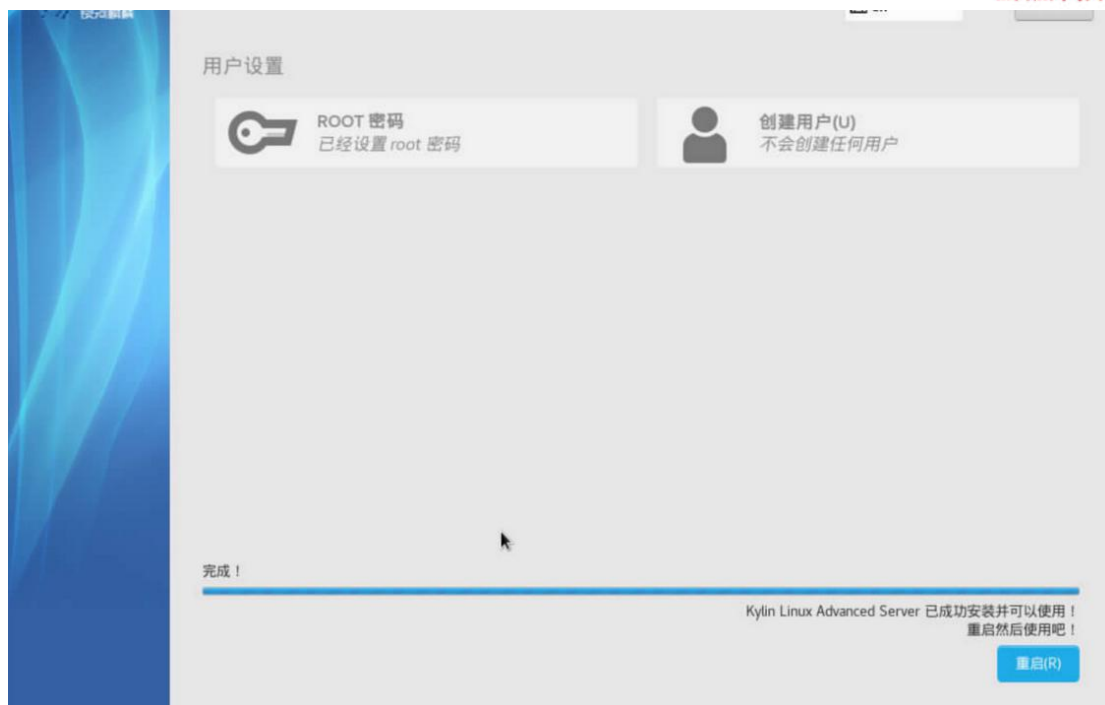 用户设置
ROOT 密码
已经设置 root 密码
创建用户(U)
不会创建任何用户
完成！
Kylin Linux Advanced Server 已成功安装并可以使用！
重启然后使用吧！
重启(R)